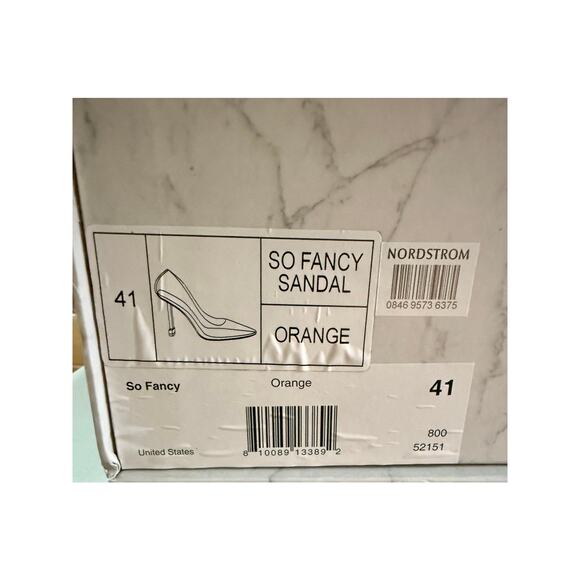 41
SO FANCY
SANDAL
ORANGE
NORDSTROM
0846 9573 6375
So Fancy
Orange
41
United States
8 10089 13389 2
800
52151